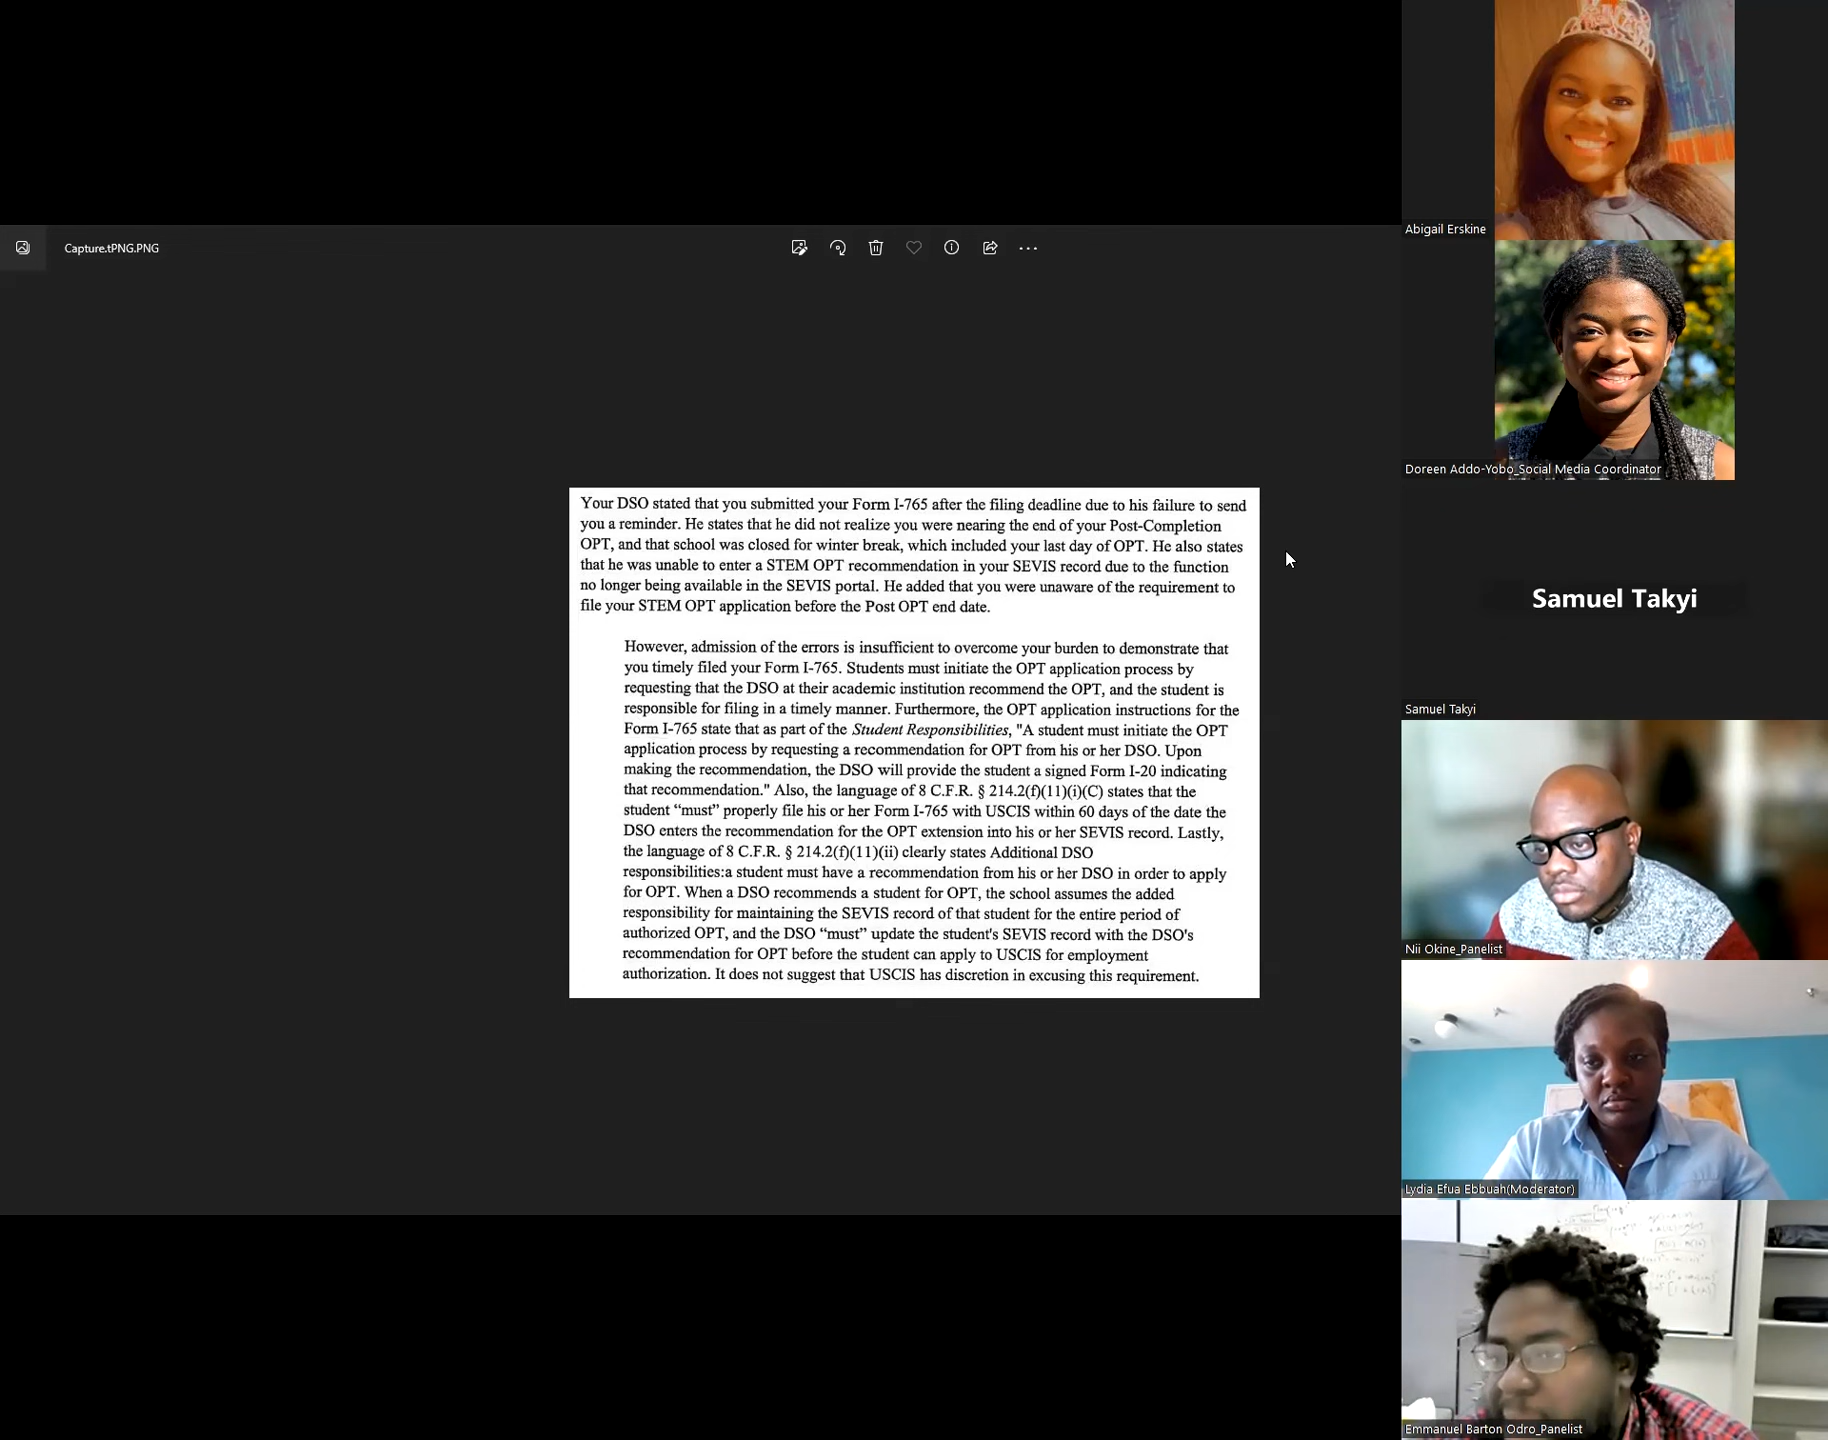 Capture.tPNG.PNG
Your DSO stated that you submitted your Form I-765 after the filing deadline due to his failure to send
you a reminder. He states that he did not realize you were nearing the end of your Post-Completion
OPT, and that school was closed for winter break, which included your last day of OPT. He also states
that he was unable to enter a STEM OPT recommendation in your SEVIS record due to the function
no longer being available in the SEVIS portal. He added that you were unaware of the requirement to
file your STEM OPT application before the Post OPT end date.
However, admission of the errors is insufficient to overcome your burden to demonstrate that
you timely filed your Form I-765. Students must initiate the OPT application process by
requesting that the DSO at their academic institution recommend the OPT, and the student is
responsible for filing in a timely manner. Furthermore, the OPT application instructions for the
Form I-765 state that as part of the Student Responsibilities, "A student must initiate the OPT
application process by requesting a recommendation for OPT from his or her DSO. Upon
making the recommendation, the DSO will provide the student a signed Form I-20 indicating
that recommendation." Also, the language of 8 C.F.R. § 214.2(f)(11)(i)(C) states that the
student “must” properly file his or her Form I-765 with USCIS within 60 days of the date the
DSO enters the recommendation for the OPT extension into his or her SEVIS record. Lastly,
the language of 8 C.F.R. § 214.2(f)(11)(ii) clearly states Additional DSO
responsibilities:a student must have a recommendation from his or her DSO in order to apply
for OPT. When a DSO recommends a student for OPT, the school assumes the added
responsibility for maintaining the SEVIS record of that student for the entire period of
authorized OPT, and the DSO “must” update the student's SEVIS record with the DSO's
recommendation for OPT before the student can apply to USCIS for employment
authorization. It does not suggest that USCIS has discretion in excusing this requirement.
Abigail Erskine
Doreen Addo-Yobo_Social Media Coordinator
Samuel Takyi
Samuel Takyi
Nii Okine_Panelist
Lydia Efua Ebbuah(Moderator)
Emmanuel Barton Odro_Panelist